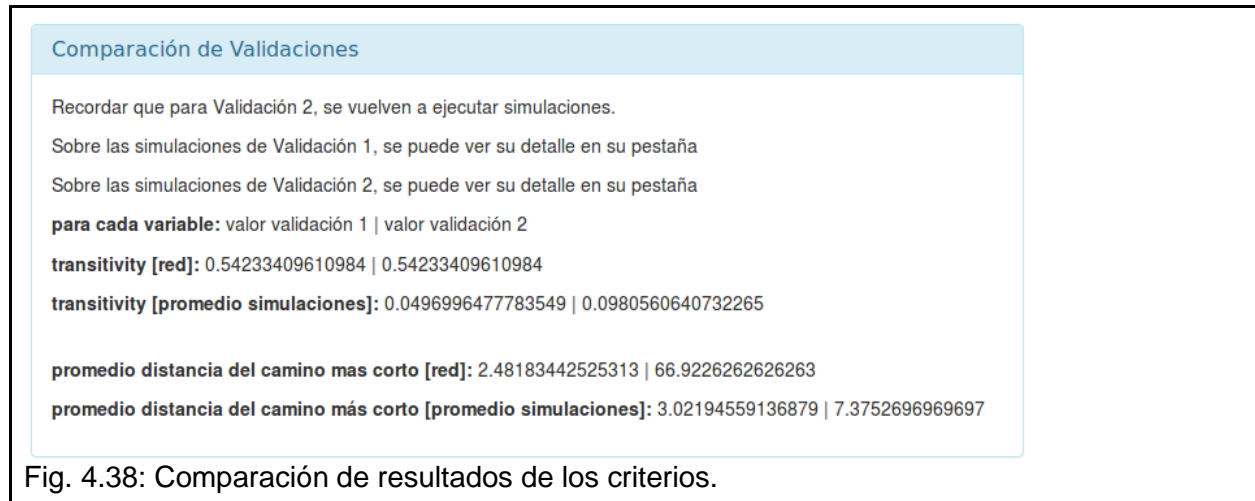 Comparación de Validaciones
Recordar que para Validación 2, se vuelven a ejecutar simulaciones.
Sobre las simulaciones de Validación 1, se puede ver su detalle en su pestaña
Sobre las simulaciones de Validación 2, se puede ver su detalle en su pestaña
para cada variable: valor validación 1 | valor validación 2
transitivity [red]: 0.54233409610984 | 0.54233409610984
transitivity [promedio simulaciones]: 0.0496996477783549 | 0.0980560640732265
promedio distancia del camino mas corto [red]: 2.48183442525313 | 66.9226262626263
promedio distancia del camino más corto [promedio simulaciones]: 3.02194559136879 | 7.3752696969697
Fig. 4.38: Comparación de resultados de los criterios.